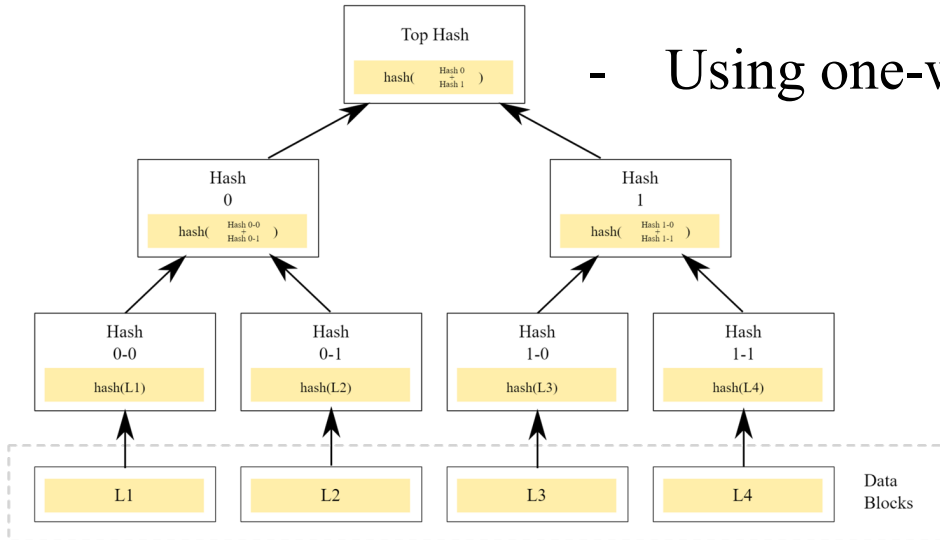 Top Hash
hash( Hash 0 + Hash 1 )
- Using one-
Hash
0
hash( Hash 0-0 + Hash 0-1 )
Hash
1
hash( Hash 1-0 + Hash 1-1 )
Hash
0-0
hash(L1)
Hash
0-1
hash(L2)
Hash
1-0
hash(L3)
Hash
1-1
hash(L4)
L1
L2
L3
L4
Data
Blocks